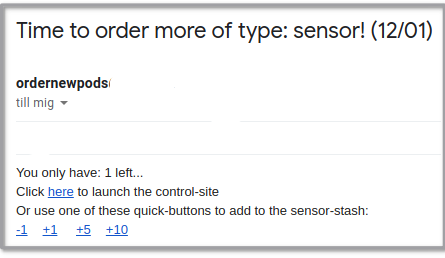 Time to order more of type: sensor! (12/01)
ordernewpods
till mig
You only have: 1 left...
Click here to launch the control-site
Or use one of these quick-buttons to add to the sensor-stash:
-1 +1 +5 +10